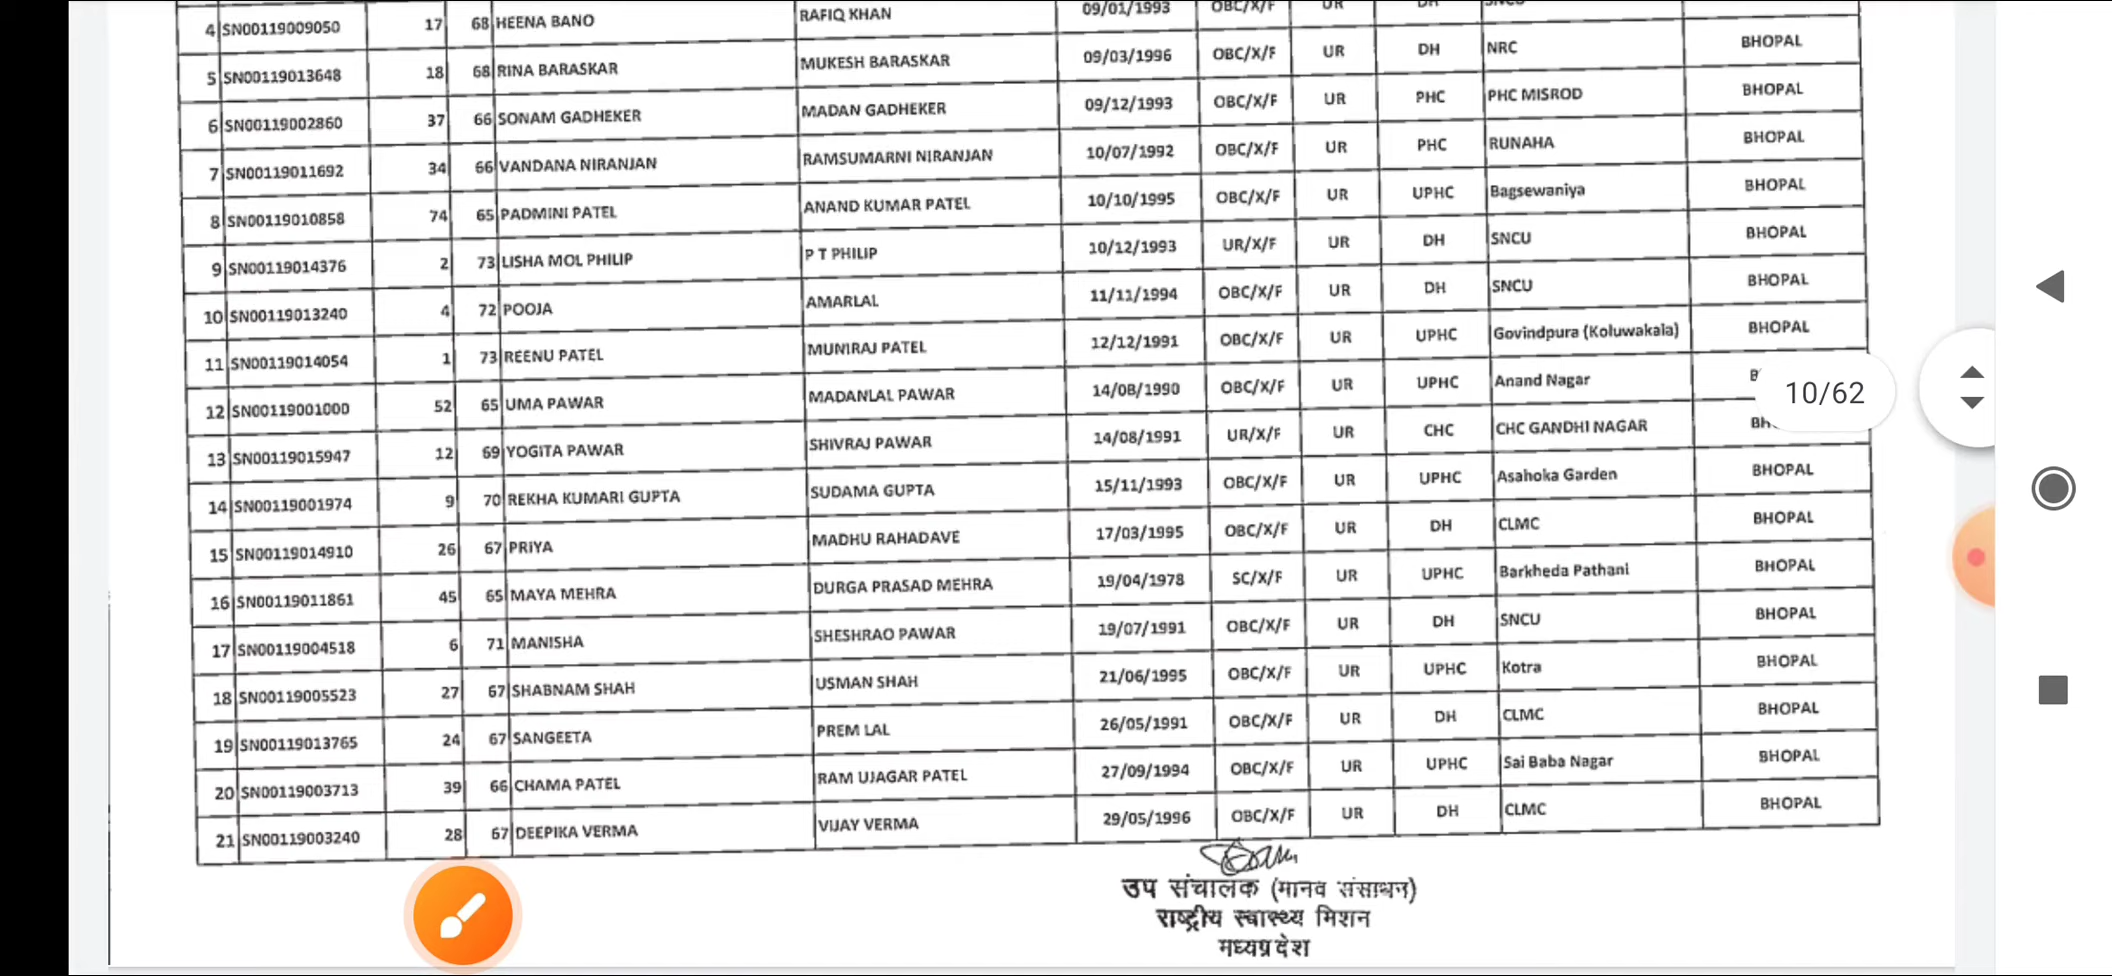 4 SN00119009050 17 68 HEENA BANO RAFIQ KHAN 09/01/1993 OBC/X/F UR DH SNCU
5 SN00119013648 18 68 RINA BARASKAR MUKESH BARASKAR 09/03/1996 OBC/X/F UR DH NRC BHOPAL
6 SN00119002860 37 66 SONAM GADHEKER MADAN GADHEKER 09/12/1993 OBC/X/F UR PHC PHC MISROD BHOPAL
7 SN00119011692 34 66 VANDANA NIRANJAN RAMSUMARNI NIRANJAN 10/07/1992 OBC/X/F UR PHC RUNAHA BHOPAL
8 SN00119010858 74 65 PADMINI PATEL ANAND KUMAR PATEL 10/10/1995 OBC/X/F UR UPHC Bagsewaniya BHOPAL
9 SN00119014376 2 73 LISHA MOL PHILIP P T PHILIP 10/12/1993 UR/X/F UR DH SNCU BHOPAL
10 SN00119013240 4 72 POOJA AMARLAL 11/11/1994 OBC/X/F UR DH SNCU BHOPAL
11 SN00119014054 1 73 REENU PATEL MUNIRAJ PATEL 12/12/1991 OBC/X/F UR UPHC Govindpura (Koluwakala) BHOPAL
12 SN00119001000 52 65 UMA PAWAR MADANLAL PAWAR 14/08/1990 OBC/X/F UR UPHC Anand Nagar
10/62
13 SN00119015947 12 69 YOGITA PAWAR SHIVRAJ PAWAR 14/08/1991 UR/X/F UR CHC CHC GANDHI NAGAR
14 SN00119001974 9 70 REKHA KUMARI GUPTA SUDAMA GUPTA 15/11/1993 OBC/X/F UR UPHC Asahoka Garden BHOPAL
15 SN00119014910 26 67 PRIYA MADHU RAHADAVE 17/03/1995 OBC/X/F UR DH CLMC BHOPAL
16 SN00119011861 45 65 MAYA MEHRA DURGA PRASAD MEHRA 19/04/1978 SC/X/F UR UPHC Barkheda Pathani BHOPAL
17 SN00119004518 6 71 MANISHA SHESHRAO PAWAR 19/07/1991 OBC/X/F UR DH SNCU BHOPAL
18 SN00119005523 27 67 SHABNAM SHAH USMAN SHAH 21/06/1995 OBC/X/F UR UPHC Kotra BHOPAL
19 SN00119013765 24 67 SANGEETA PREM LAL 26/05/1991 OBC/X/F UR DH CLMC BHOPAL
20 SN00119003713 39 66 CHAMA PATEL RAM UJAGAR PATEL 27/09/1994 OBC/X/F UR UPHC Sai Baba Nagar BHOPAL
21 SN00119003240 28 67 DEEPIKA VERMA VIJAY VERMA 29/05/1996 OBC/X/F UR DH CLMC BHOPAL
उप संचालक (मानव संसाधन)
राष्ट्रीय स्वास्थ्य मिशन
मध्यप्रदेश